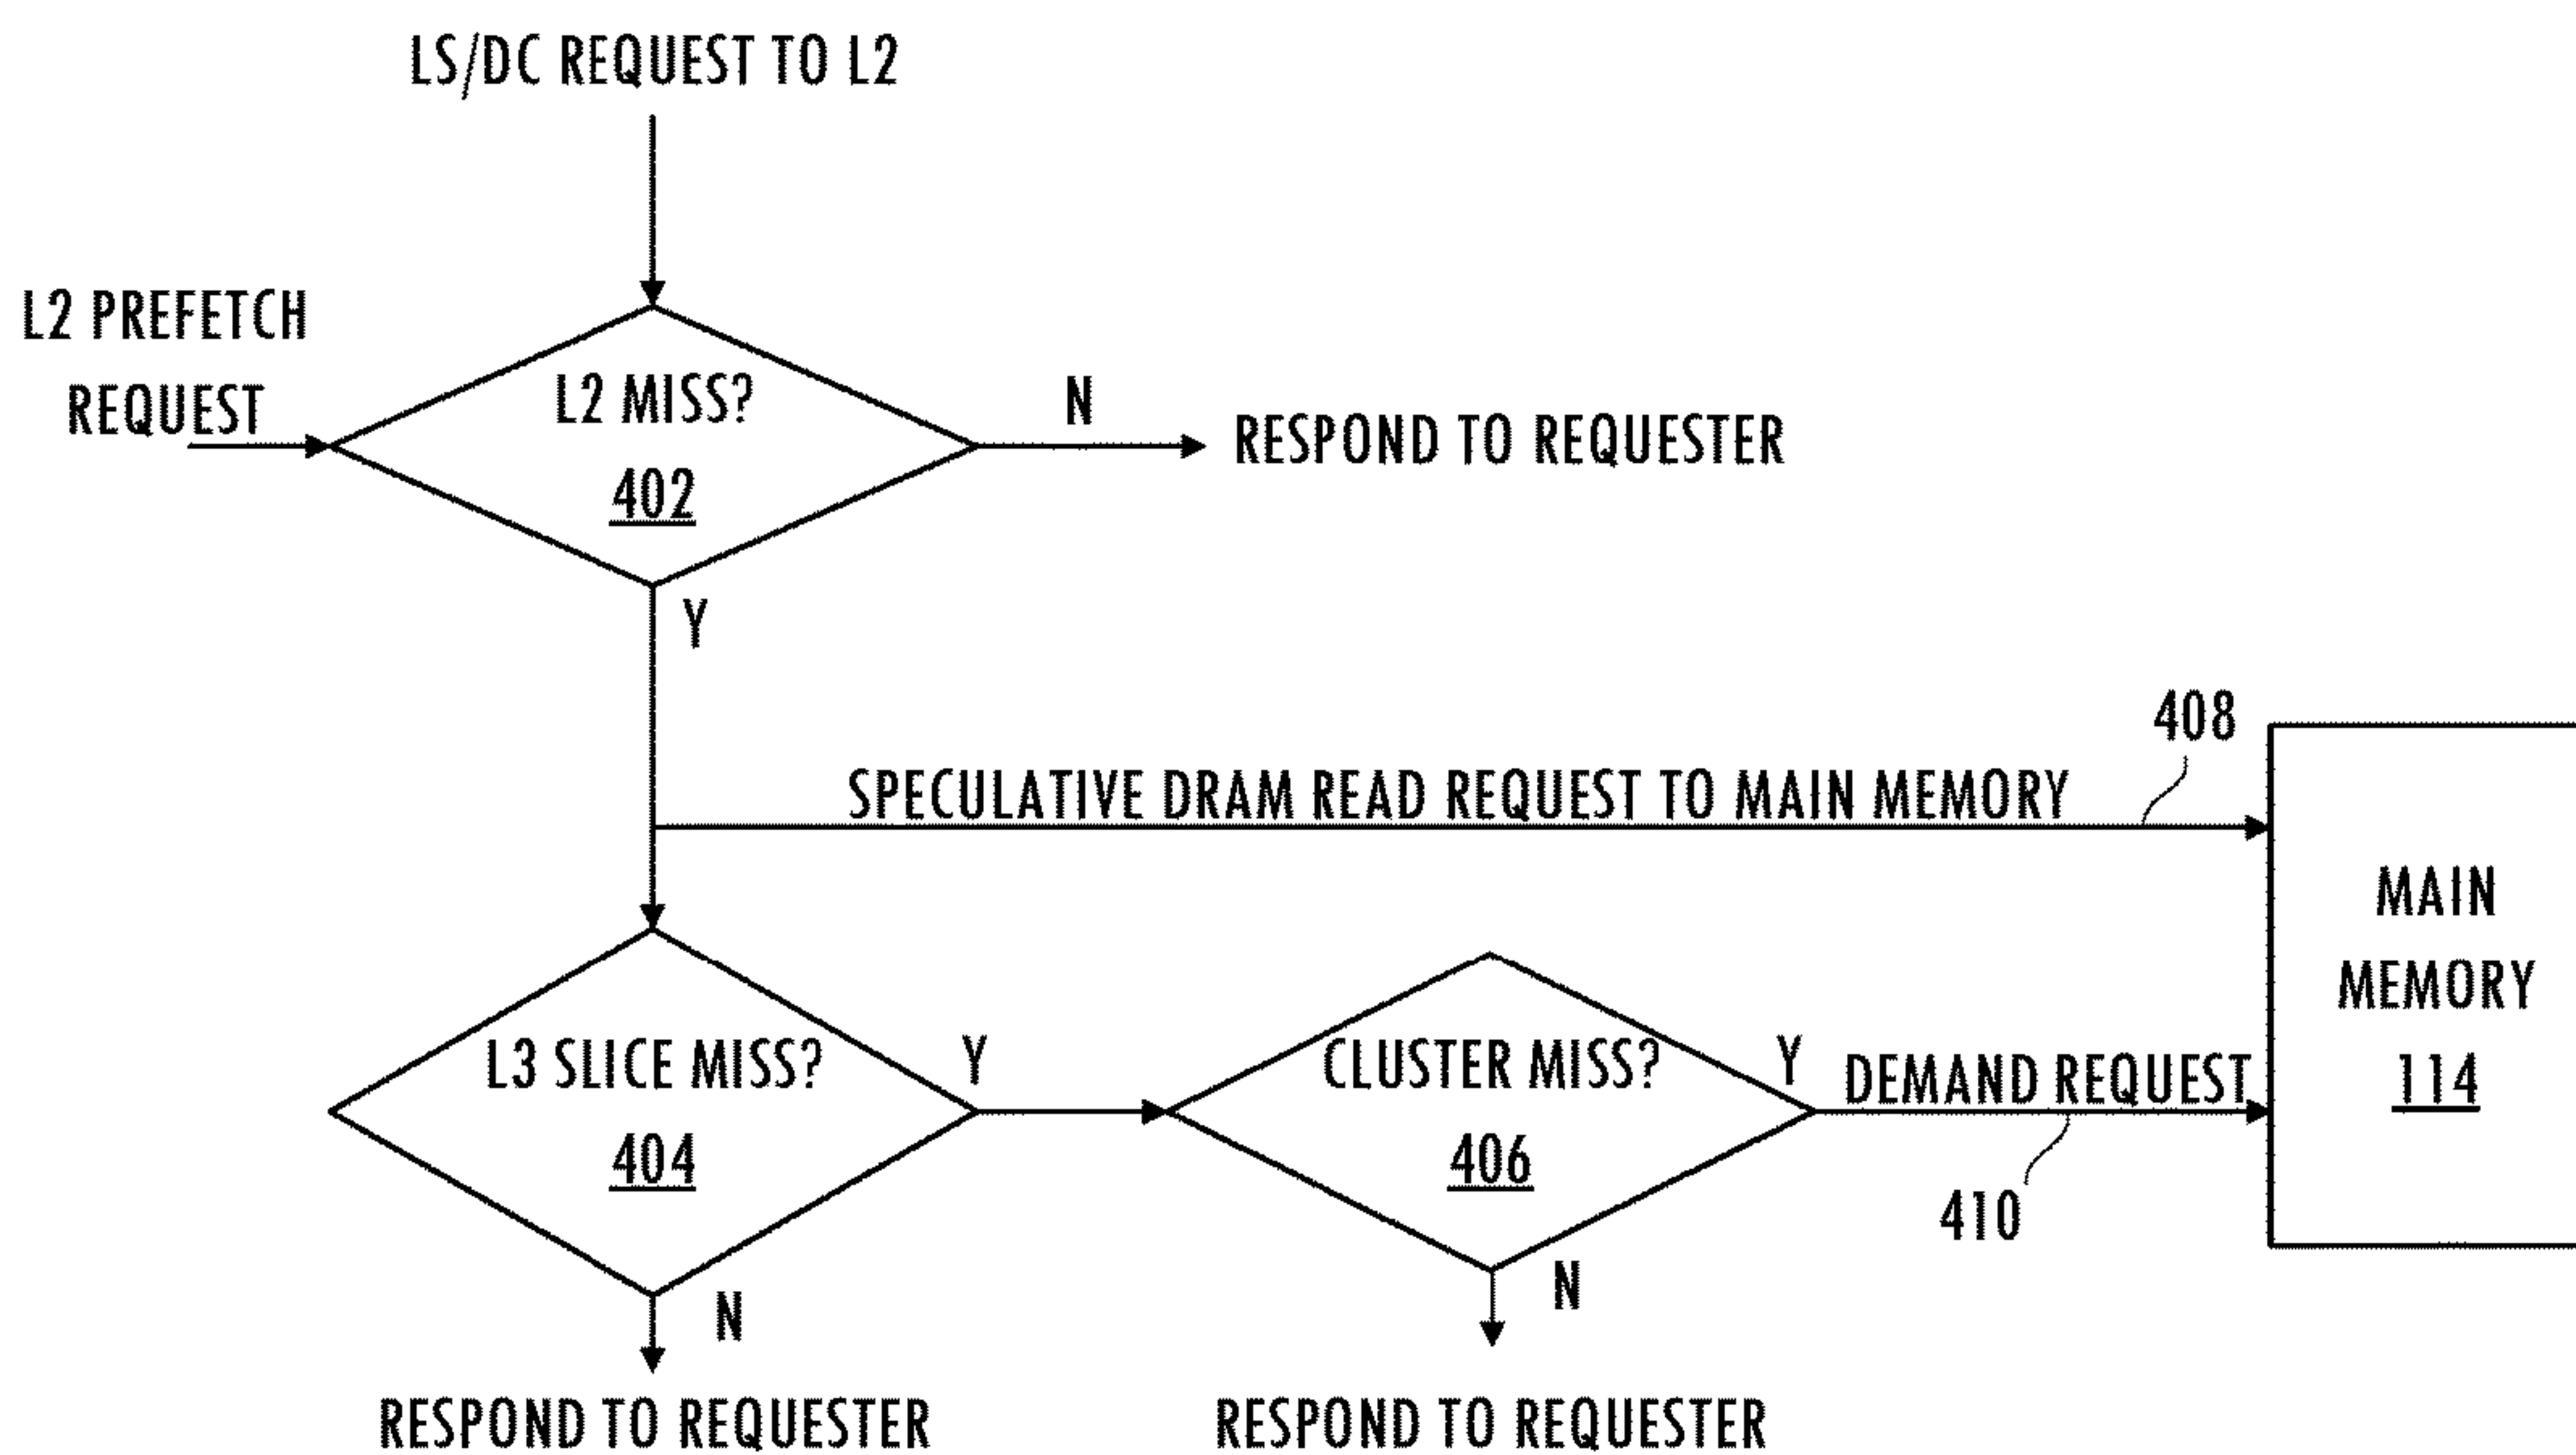 LS/DC REQUEST TO L2
L2 PREFETCH
REQUEST
L2 MISS?
402
N
RESPOND TO REQUESTER
Y
408
SPECULATIVE DRAM READ REQUEST TO MAIN MEMORY
MAIN
MEMORY
114
L3 SLICE MISS?
404
Y
CLUSTER MISS?
406
Y
DEMAND REQUEST
410
N
N
RESPOND TO REQUESTER
RESPOND TO REQUESTER